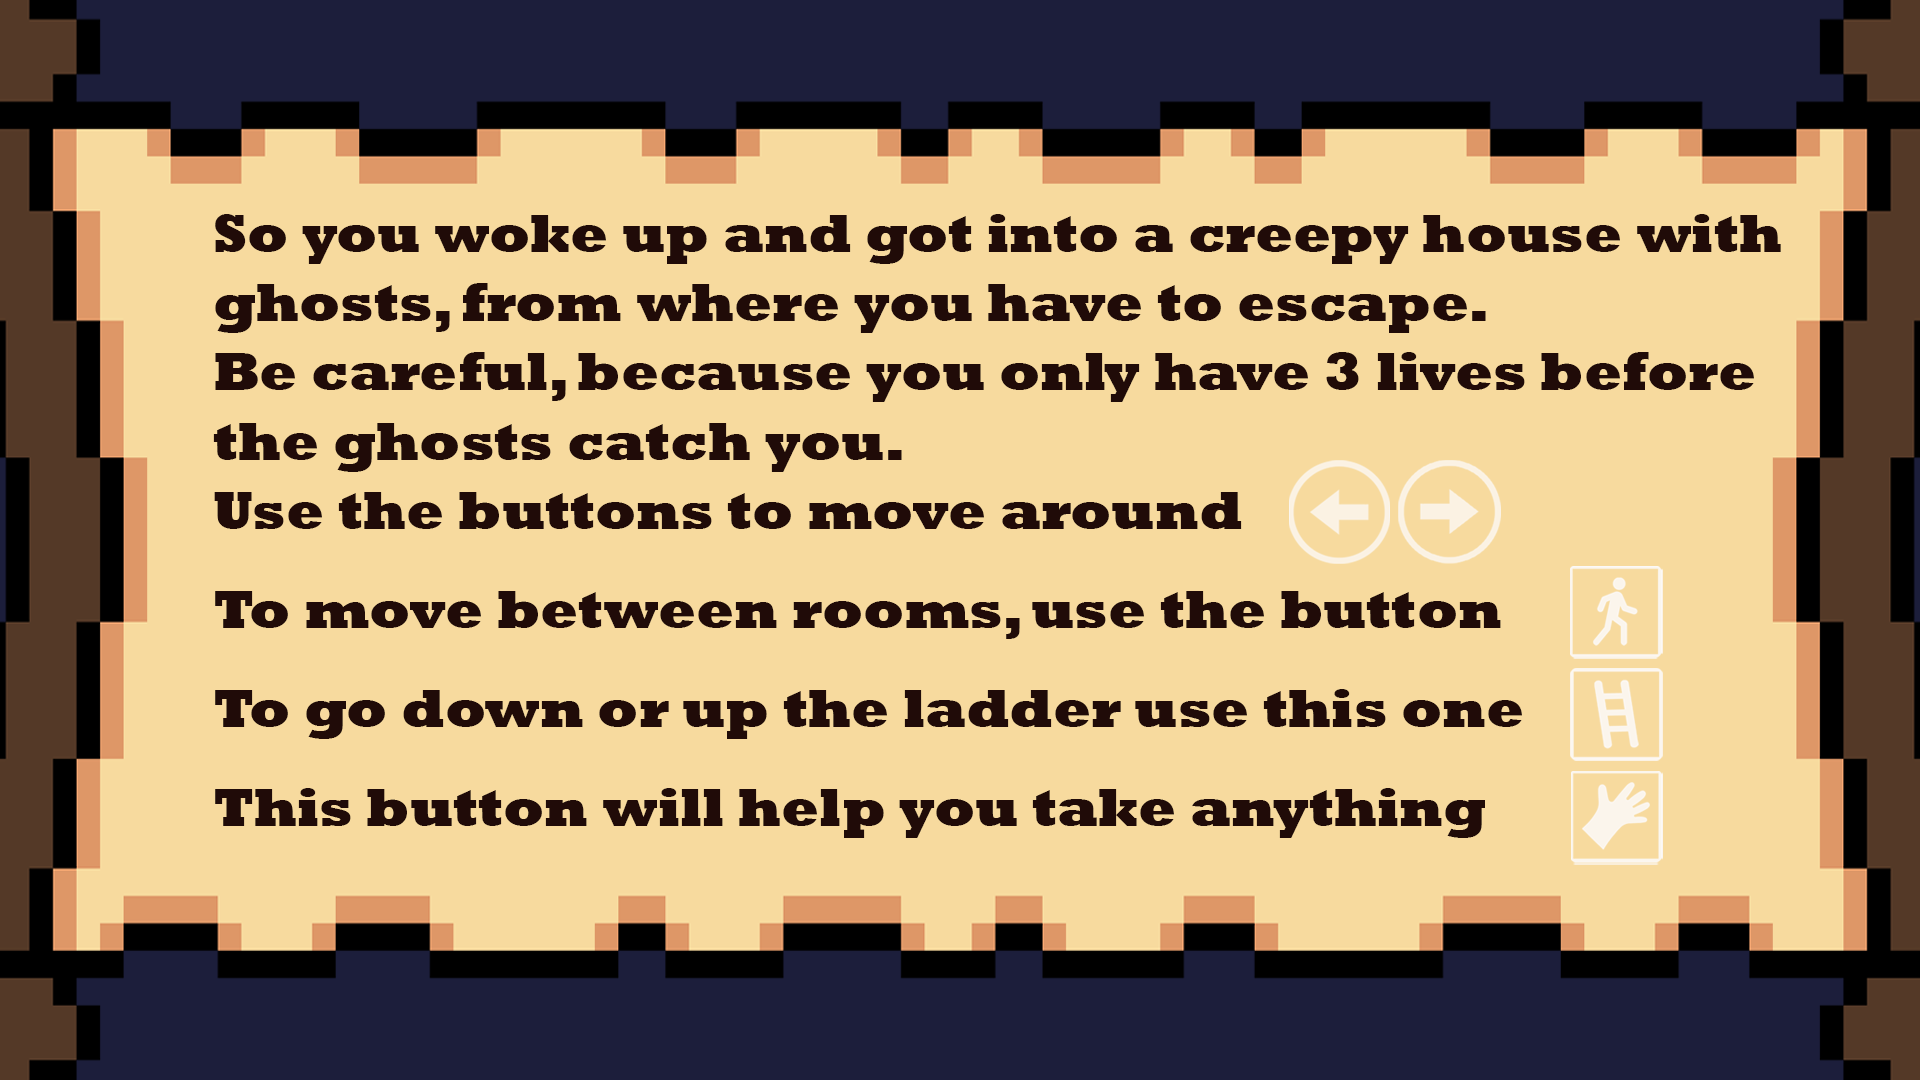 So you woke up and got into a creepy house with
ghosts, from where you have to escape.
Be careful, because you only have 3 lives before
the ghosts catch you.
Use the buttons to move around
To move between rooms, use the button
To go down or up the ladder use this one
This button will help you take anything